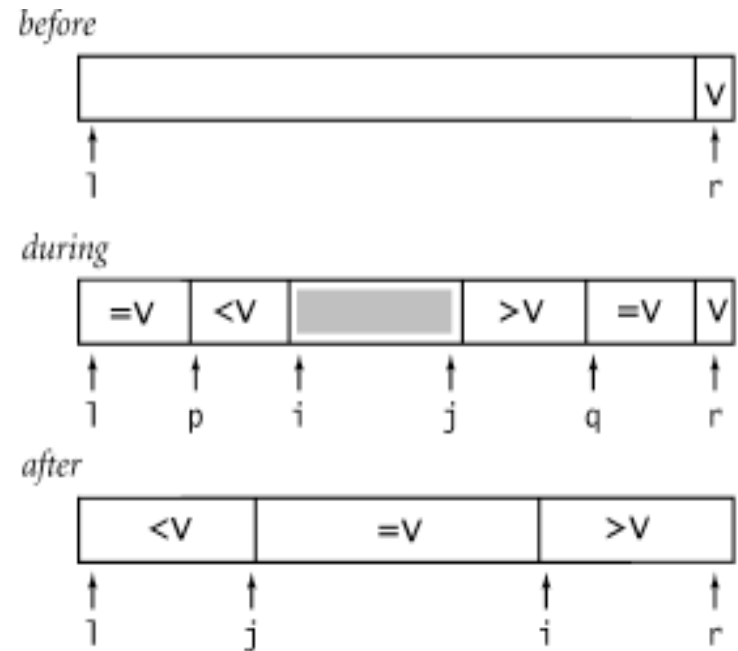 before
v
l r
during
=v <v >v =v v
l p i j q r
after
<v =v >v
l j i r